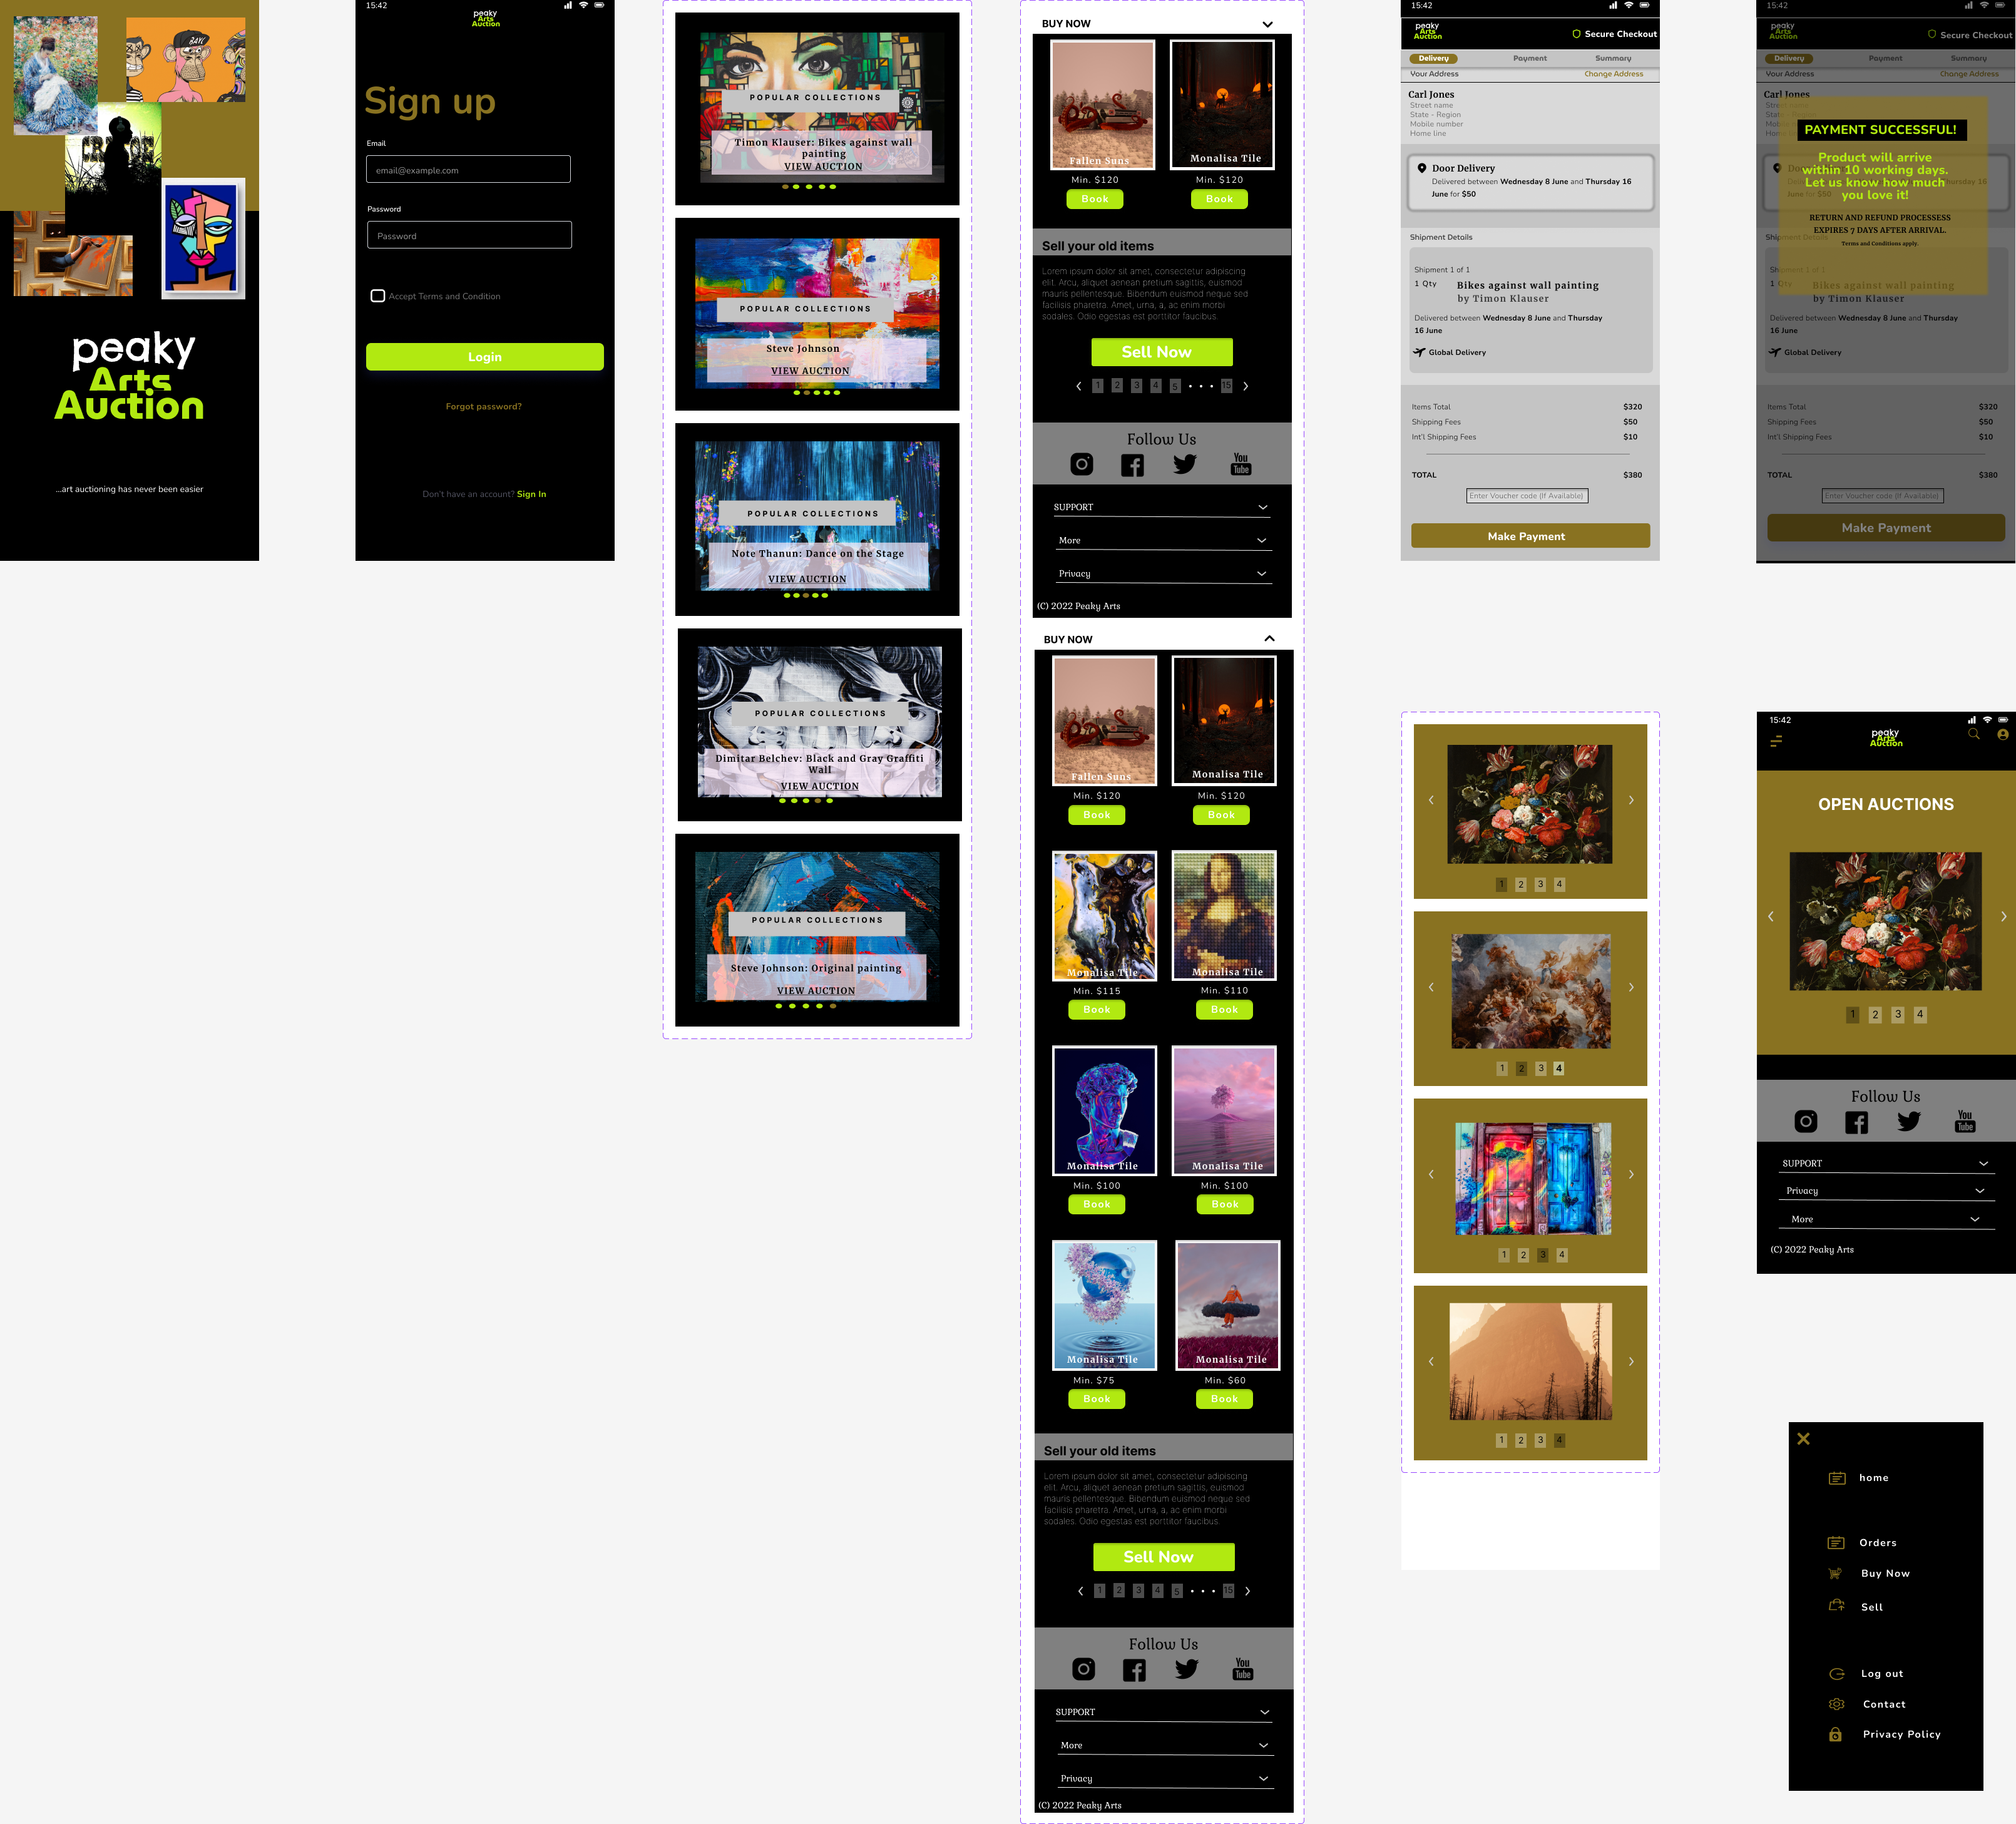 BAYC
peaky
Arts
Auction
...art auctioning has never been easier
15:42
peaky
Arts
Auction
Sign up
Email
email@example.com
Password
Password
Accept Terms and Condition
Login
Forgot password?
Don't have an account? Sign In
POPULAR COLLECTIONS
Timon Klauser: Bikes against wall
painting
VIEW AUCTION
POPULAR COLLECTIONS
Steve Johnson
VIEW AUCTION
POPULAR COLLECTIONS
Note Thanun: Dance on the Stage
VIEW AUCTION
POPULAR COLLECTIONS
Dimitar Belchev: Black and Gray Graffiti
Wall
VIEW AUCTION
POPULAR COLLECTIONS
Steve Johnson: Original painting
VIEW AUCTION
BUY NOW
Fallen Suns
Monalisa Tile
Min. $120
Min. $120
Book
Book
Sell your old items
Lorem ipsum dolor sit amet, consectetur adipiscing
elit. Arcu, aliquet aenean pretium sagittis, euismod
mauris pellentesque. Bibendum euismod neque sed
facilisis pharetra. Amet, urna, a, ac enim morbi
sodales. Odio egestas est porttitor faucibus.
Sell Now
1 2 3 4 5 . . . 15
Follow Us
You
Tube
SUPPORT
More
Privacy
(C) 2022 Peaky Arts
BUY NOW
Fallen Suns
Monalisa Tile
Min. $120
Min. $120
Book
Book
Monalisa Tile
Monalisa Tile
Min. $115
Min. $110
Book
Book
Monalisa Tile
Monalisa Tile
Min. $100
Min. $100
Book
Book
Monalisa Tile
Monalisa Tile
Min. $75
Min. $60
Book
Book
Sell your old items
Lorem ipsum dolor sit amet, consectetur adipiscing
elit. Arcu, aliquet aenean pretium sagittis, euismod
mauris pellentesque. Bibendum euismod neque sed
facilisis pharetra. Amet, urna, a, ac enim morbi
sodales. Odio egestas est porttitor faucibus.
Sell Now
1 2 3 4 5 . . . 15
Follow Us
You
Tube
SUPPORT
More
Privacy
(C) 2022 Peaky Arts
15:42
peaky
Arts
Auction
Secure Checkout
Delivery Payment Summary
Your Address Change Address
Carl Jones
Street name
State - Region
Mobile number
Home line
Door Delivery
Delivered between Wednesday 8 June and Thursday 16
June for $50
Shipment Details
Shipment 1 of 1
1 Qty Bikes against wall painting
by Timon Klauser
Delivered between Wednesday 8 June and Thursday
16 June
Global Delivery
Items Total $320
Shipping Fees $50
Int'l Shipping Fees $10
TOTAL $380
Enter Voucher code (If Available)
Make Payment
15:42
peaky
Arts
Auction
Secure Checkout
Delivery Payment Summary
Your Address Change Address
Carl Jones
PAYMENT SUCCESSFUL!
Product will arrive
within 10 working days.
Let us know how much
you love it!
RETURN AND REFUND PROCESSESS
EXPIRES 7 DAYS AFTER ARRIVAL.
Terms and Conditions apply.
Shipment Details
Shipment 1 of 1
1 Qty Bikes against wall painting
by Timon Klauser
Delivered between Wednesday 8 June and Thursday
16 June
Global Delivery
Items Total $320
Shipping Fees $50
Int'l Shipping Fees $10
TOTAL $380
Enter Voucher code (If Available)
Make Payment
1 2 3 4
1 2 3 4
1 2 3 4
1 2 3 4
15:42
peaky
Arts
Auction
OPEN AUCTIONS
1 2 3 4
Follow Us
You
Tube
SUPPORT
Privacy
More
(C) 2022 Peaky Arts
home
Orders
Buy Now
Sell
Log out
Contact
Privacy Policy